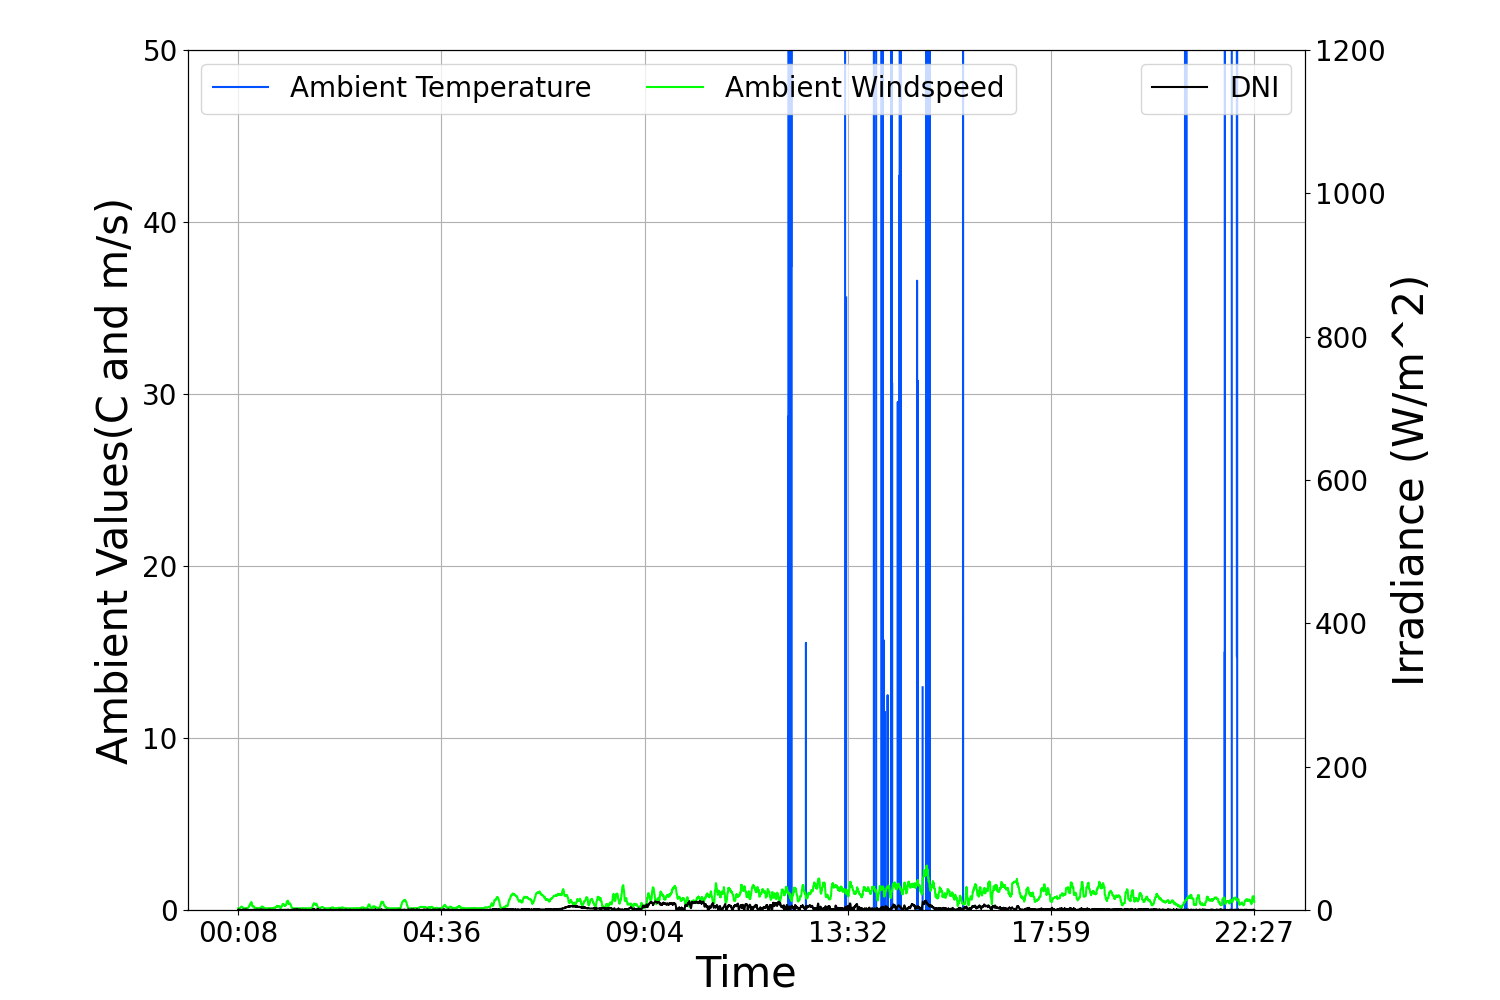 Ambient Temperature
Ambient Windspeed
DNI
Ambient Values(C and m/s)
50
40
30
20
10
0
1200
1000
800
600
400
200
0
Irradiance (W/m^2)
00:08 04:36 09:04 13:32 17:59 22:27
Time